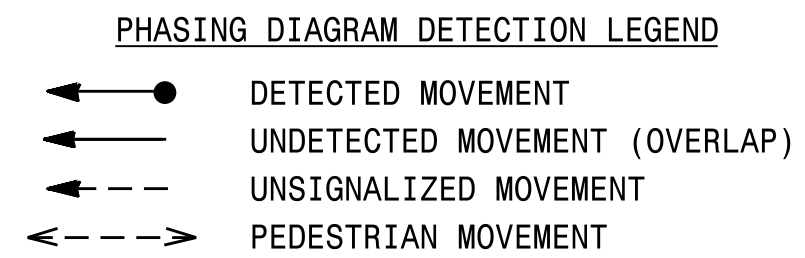 PHASING DIAGRAM DETECTION LEGEND
DETECTED MOVEMENT
UNDETECTED MOVEMENT (OVERLAP)
UNSIGNALIZED MOVEMENT
PEDESTRIAN MOVEMENT